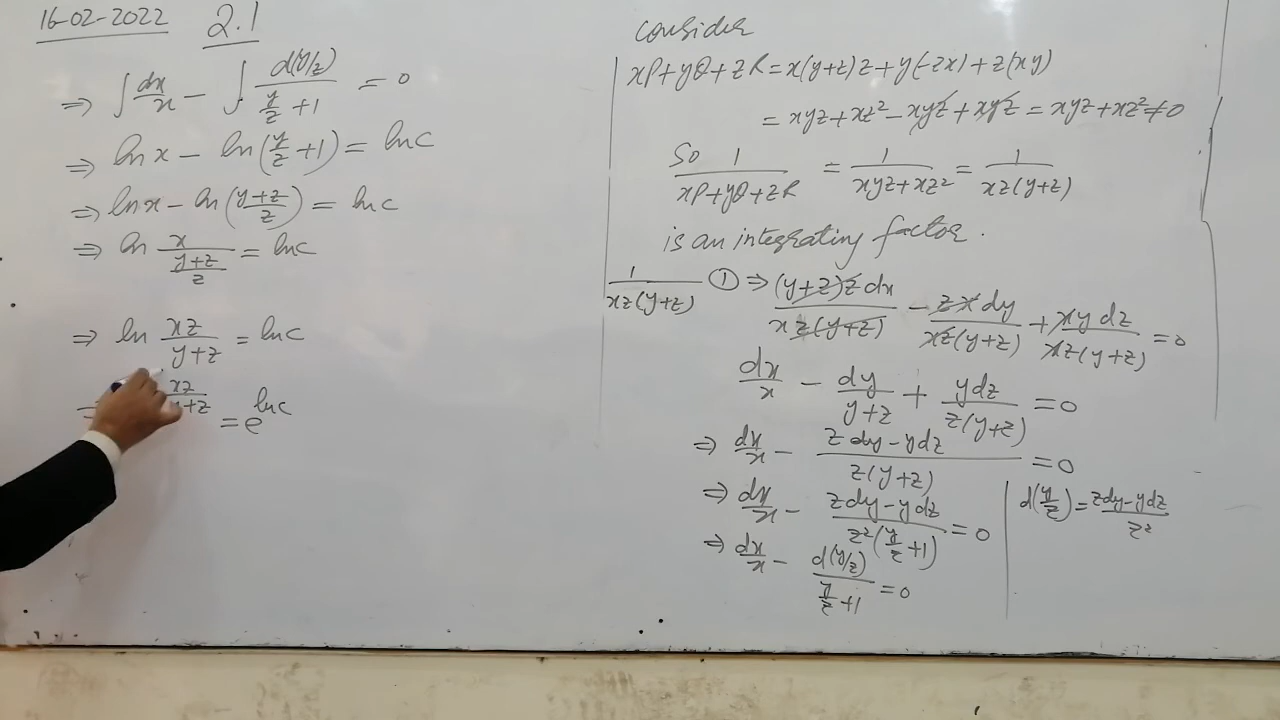 16-02-2022 2.1
⇒ ∫ dx/x − ∫ d(y/z)/(y/z + 1) = 0
⇒ ln x − ln(y/z + 1) = ln c
⇒ ln x − ln((y+z)/z) = ln c
⇒ ln x/((y+z)/z) = ln c
⇒ ln xz/(y+z) = ln c
xz/(y+z) = e^(ln c)
consider
xP+yQ+zR = x(y+z)z + y(-zx) + z(xy)
= xyz + xz² − xyz + xyz = xyz + xz² ≠ 0
So 1/(xP+yQ+zR) = 1/(xyz+xz²) = 1/(xz(y+z))
is an integrating factor.
1/(xz(y+z)) ① ⇒ (y+z)z dx/(xz(y+z)) − zx dy/(xz(y+z)) + xy dz/(xz(y+z)) = 0
dx/x − dy/(y+z) + y dz/(z(y+z)) = 0
⇒ dx/x − (z dy − y dz)/(z(y+z)) = 0
⇒ dx/x − (z dy − y dz)/(z²(y/z + 1)) = 0
d(y/z) = (z dy − y dz)/z²
⇒ dx/x − d(y/z)/(y/z + 1) = 0